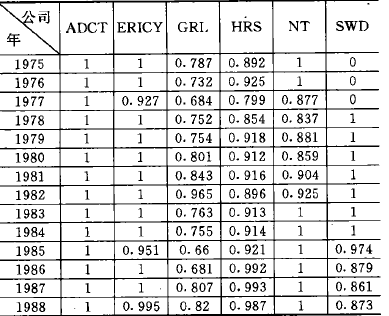 公司 年 ADCT ERICY GRL HRS NT SWD
1975 1 1 0.787 0.892 1 0
1976 1 1 0.732 0.925 1 0
1977 1 0.927 0.684 0.799 0.877 0
1978 1 1 0.752 0.854 0.837 1
1979 1 1 0.754 0.918 0.881 1
1980 1 1 0.801 0.912 0.859 1
1981 1 1 0.843 0.916 0.904 1
1982 1 1 0.965 0.896 0.925 1
1983 1 1 0.763 0.913 1 1
1984 1 1 0.755 0.914 1 1
1985 1 0.951 0.66 0.921 1 0.974
1986 1 1 0.681 0.992 1 0.879
1987 1 1 0.807 0.993 1 0.861
1988 1 0.995 0.82 0.987 1 0.873